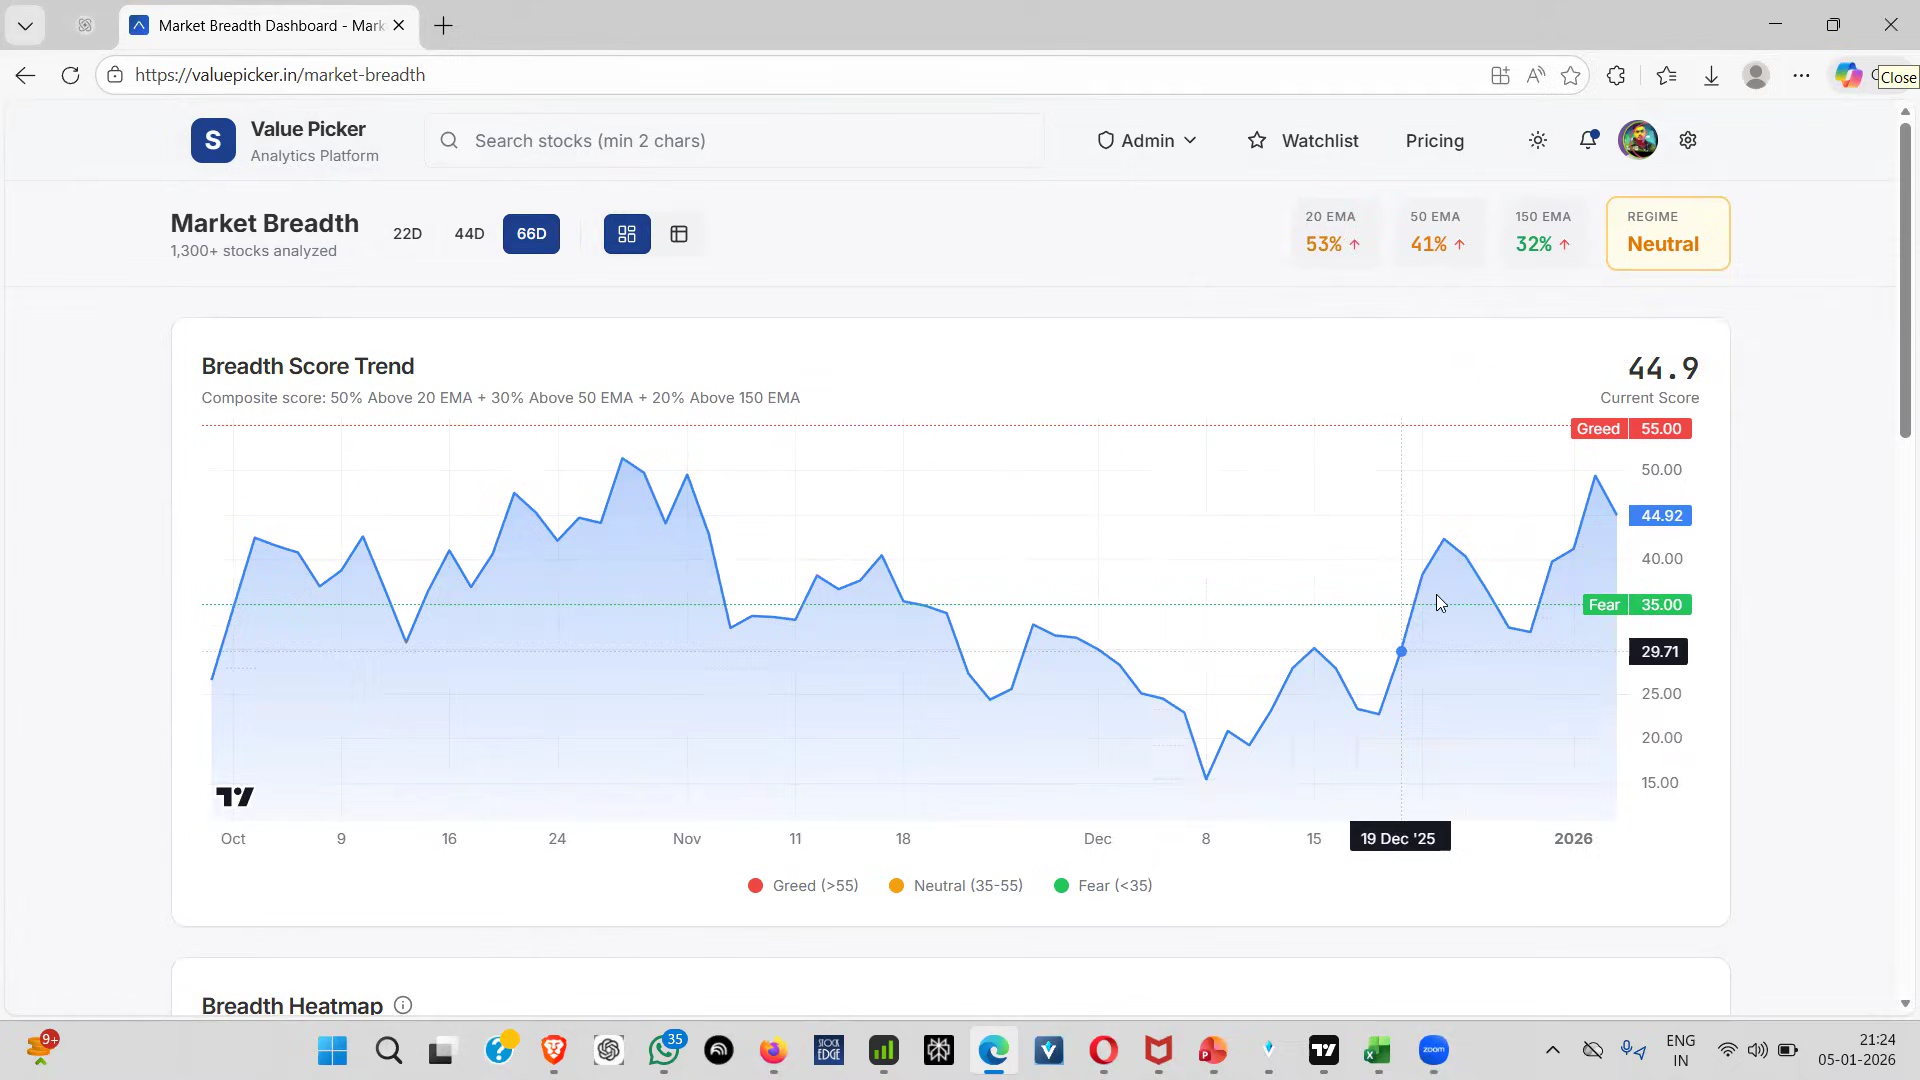 Market Breadth Dashboard - Mark
https://valuepicker.in/market-breadth
Close
S
Value Picker
Analytics Platform
Search stocks (min 2 chars)
Admin
Watchlist
Pricing
Market Breadth
1,300+ stocks analyzed
22D
44D
66D
20 EMA
53% ↑
50 EMA
41% ↑
150 EMA
32% ↑
REGIME
Neutral
Breadth Score Trend
Composite score: 50% Above 20 EMA + 30% Above 50 EMA + 20% Above 150 EMA
44.9
Current Score
Greed 55.00
50.00
44.92
40.00
Fear 35.00
29.71
25.00
20.00
15.00
Oct 9 16 24 Nov 11 18 Dec 8 15 19 Dec '25 2026
Greed (>55) Neutral (35-55) Fear (<35)
Breadth Heatmap
9+
35
STOCK
EDGE
zoom
ENG
IN
21:24
05-01-2026